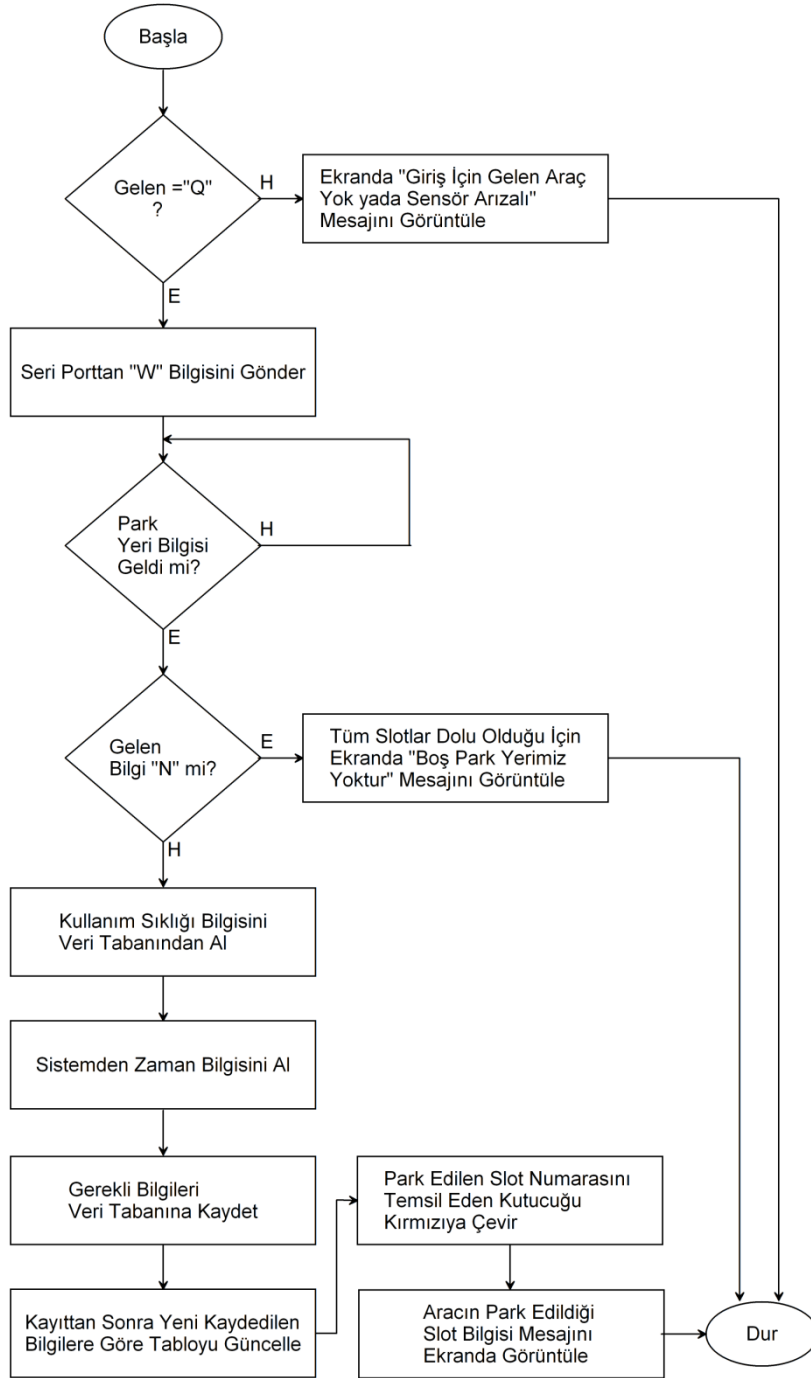 Başla
Gelen ="Q"
?
H
Ekranda "Giriş İçin Gelen Araç
Yok yada Sensör Arızalı"
Mesajını Görüntüle
E
Seri Porttan "W" Bilgisini Gönder
Park
Yeri Bilgisi
Geldi mi?
H
E
Gelen
Bilgi "N" mi?
E
Tüm Slotlar Dolu Olduğu İçin
Ekranda "Boş Park Yerimiz
Yoktur" Mesajını Görüntüle
H
Kullanım Sıklığı Bilgisini
Veri Tabanından Al
Sistemden Zaman Bilgisini Al
Gerekli Bilgileri
Veri Tabanına Kaydet
Kayıttan Sonra Yeni Kaydedilen
Bilgilere Göre Tabloyu Güncelle
Park Edilen Slot Numarasını
Temsil Eden Kutucuğu
Kırmızıya Çevir
Aracın Park Edildiği
Slot Bilgisi Mesajını
Ekranda Görüntüle
Dur